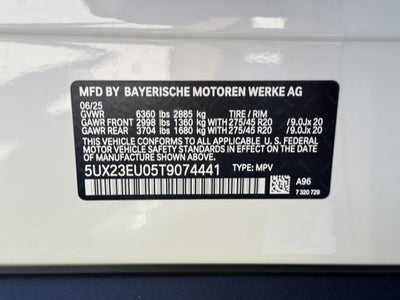 MFD BY BAYERISCHE MOTOREN WERKE AG
06/25
GVWR 6360 lbs 2885 kg TIRE / RIM
GAWR FRONT 2998 lbs 1360 kg 275/45 R20 /9.0Jx 20
GAWR REAR 3704 lbs 1680 kg 275/45 R20 /9.0Jx 20
THIS VEHICLE CONFORMS TO ALL APPLICABLE U. S. FEDERAL
MOTOR VEHICLE SAFETY STANDARDS IN EFFECT
ON THE DATE OF MANUFACTURE SHOWN ABOVE.
5UX23EU05T9074441 TYPE: MPV
A96
7 320 729